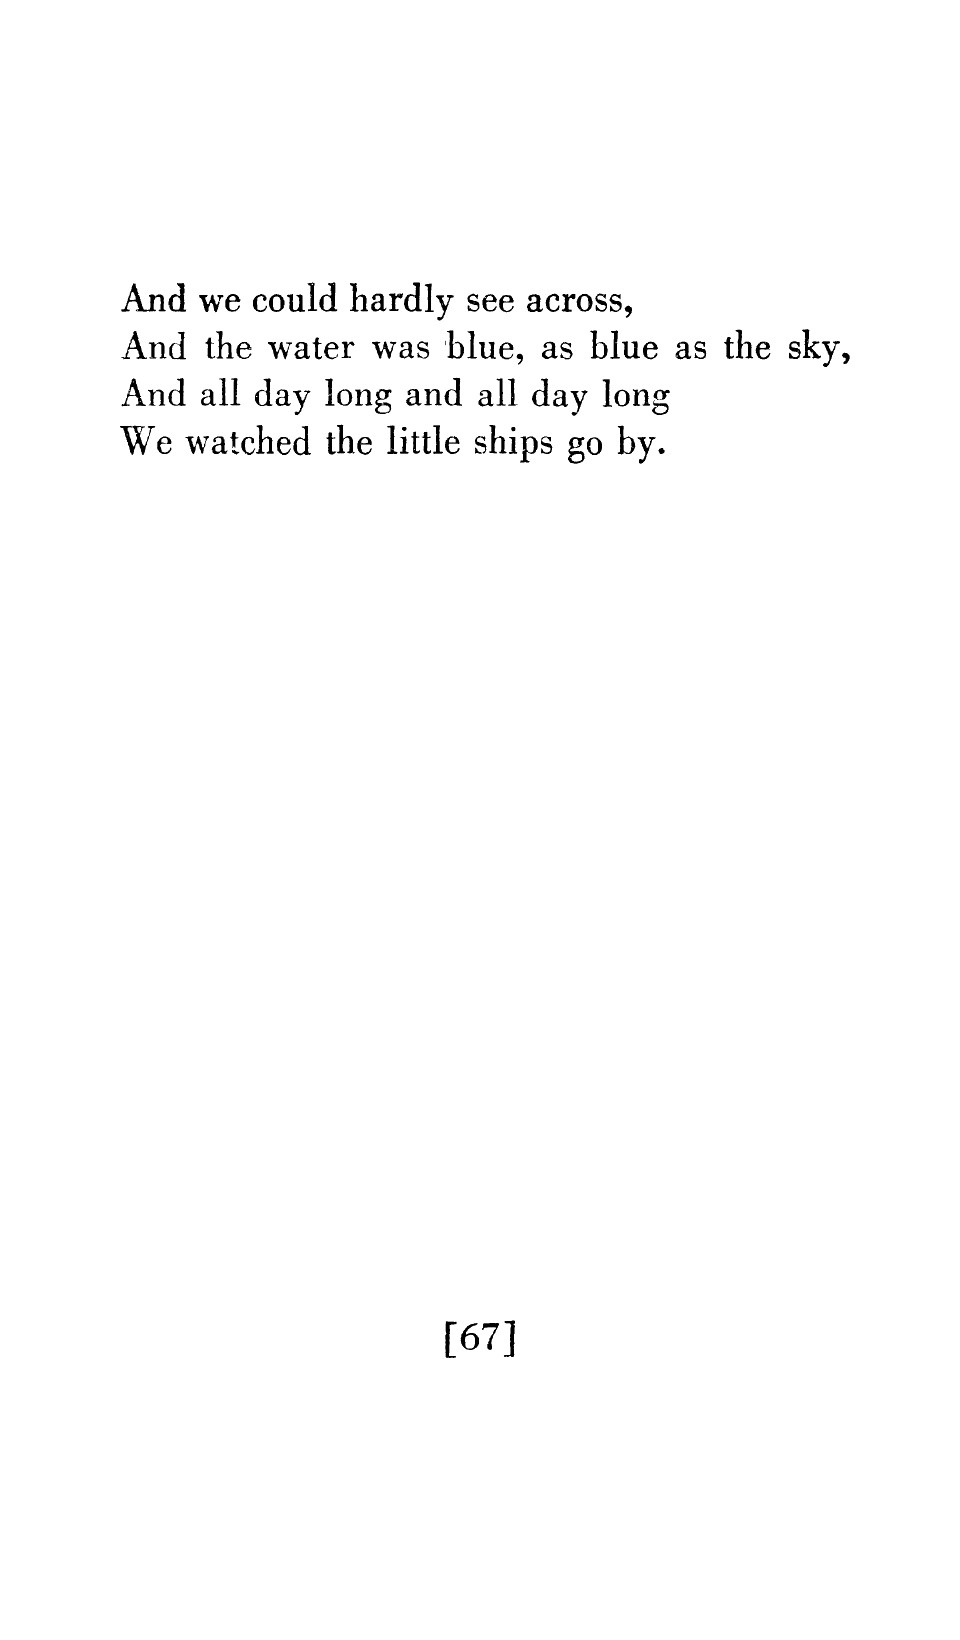 And we could hardly see across,
And the water was blue, as blue as the sky,
And all day long and all day long
We watched the little ships go by.
[67]